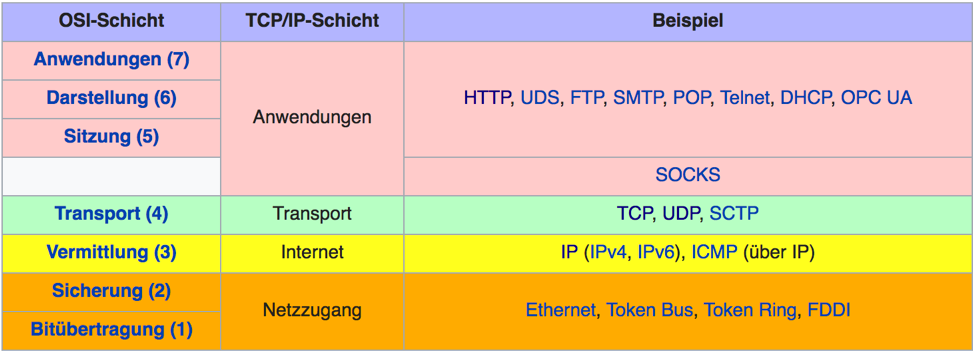 OSI-Schicht TCP/IP-Schicht Beispiel
Anwendungen (7)
Darstellung (6) HTTP, UDS, FTP, SMTP, POP, Telnet, DHCP, OPC UA
Anwendungen
Sitzung (5)
SOCKS
Transport (4) Transport TCP, UDP, SCTP
Vermittlung (3) Internet IP (IPv4, IPv6), ICMP (über IP)
Sicherung (2)
Netzzugang Ethernet, Token Bus, Token Ring, FDDI
Bitübertragung (1)